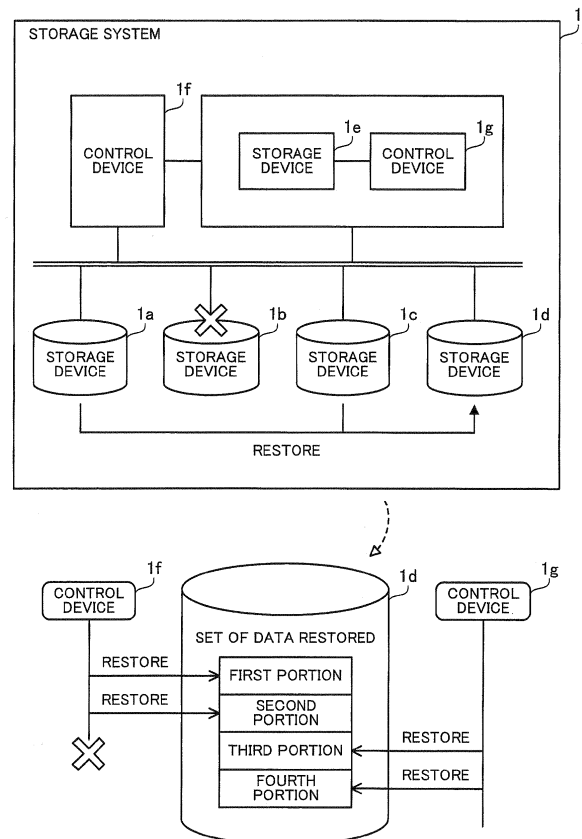 1
STORAGE SYSTEM
1f
CONTROL
DEVICE
1e
STORAGE
DEVICE
1g
CONTROL
DEVICE
1a
STORAGE
DEVICE
1b
STORAGE
DEVICE
1c
STORAGE
DEVICE
1d
STORAGE
DEVICE
RESTORE
1f
CONTROL
DEVICE
1d
1g
CONTROL
DEVICE
SET OF DATA RESTORED
RESTORE
FIRST PORTION
RESTORE
SECOND
PORTION
THIRD PORTION
RESTORE
FOURTH
PORTION
RESTORE